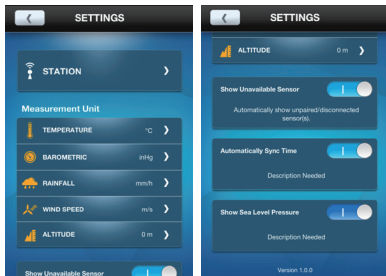 SETTINGS
STATION
Measurement Unit
TEMPERATURE °C
BAROMETRIC inHg
RAINFALL mm/h
WIND SPEED m/s
ALTITUDE 0 m
Show Unavailable Sensor
SETTINGS
ALTITUDE 0 m
Show Unavailable Sensor
Automatically show unpaired/disconnected
sensor(s).
Automatically Sync Time
Description Needed
Show Sea Level Pressure
Description Needed
Version 1.0.0